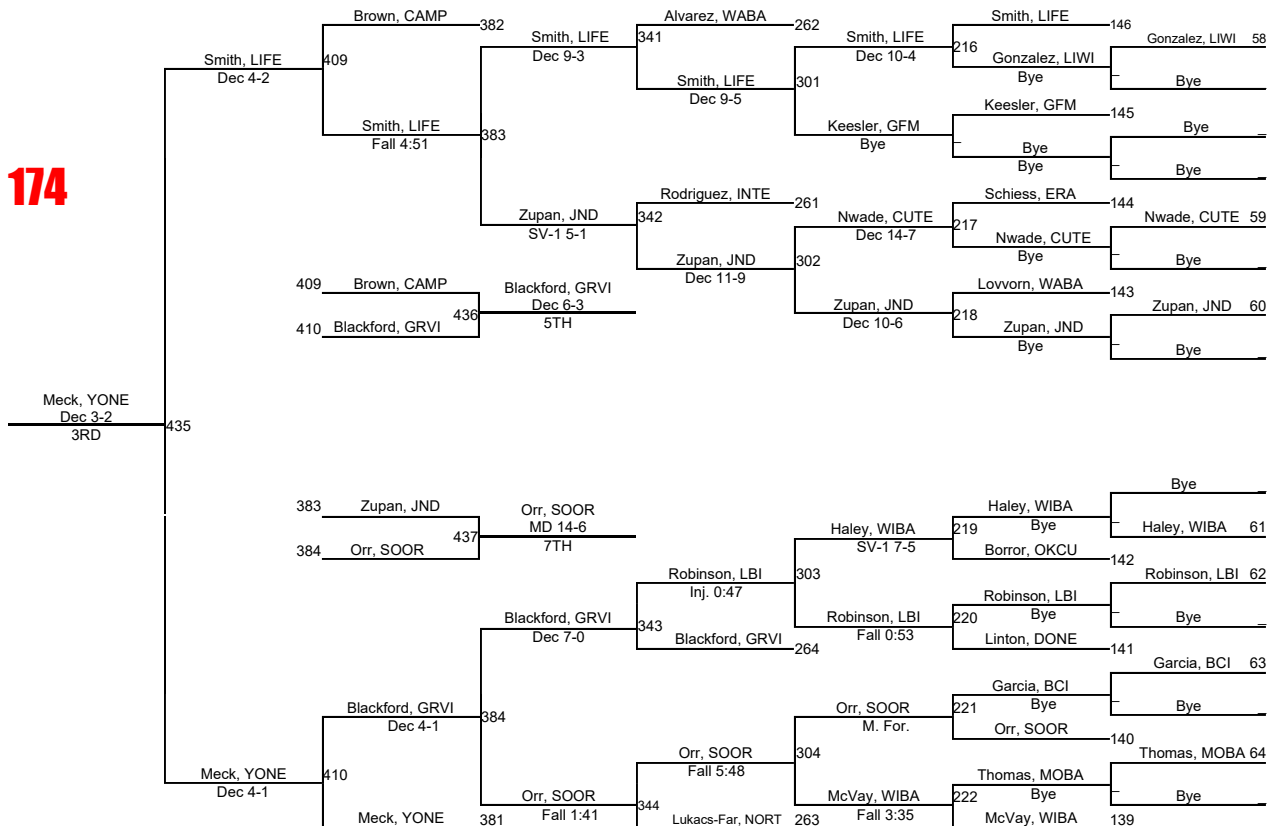 Brown, CAMP 382 Alvarez, WABA 262 Smith, LIFE 146
Smith, LIFE 341 Smith, LIFE 216 Gonzalez, LIWI 58
Smith, LIFE 409 Dec 9-3 Dec 10-4 Gonzalez, LIWI
Dec 4-2 Smith, LIFE 301 Bye Bye
Dec 9-5 Keesler, GFM 145
Smith, LIFE 383 Keesler, GFM Bye
Fall 4:51 Bye Bye
Bye Bye
174
Rodriguez, INTE 261 Schiess, ERA 144
Zupan, JND 342 Nwade, CUTE 217 Nwade, CUTE 59
SV-1 5-1 Dec 14-7 Nwade, CUTE
Zupan, JND 302 Bye Bye
Dec 11-9
409 Brown, CAMP Blackford, GRVI Lovvorn, WABA 143
436 Dec 6-3 Zupan, JND 218 Zupan, JND 60
410 Blackford, GRVI 5TH Dec 10-6 Zupan, JND
Bye Bye
Meck, YONE
Dec 3-2 435
3RD
Bye
383 Zupan, JND Orr, SOOR Haley, WIBA
437 MD 14-6 Haley, WIBA 219 Bye Haley, WIBA 61
384 Orr, SOOR 7TH SV-1 7-5 Borror, OKCU 142
Robinson, LBI 303 Robinson, LBI 62
Inj. 0:47 Robinson, LBI
Blackford, GRVI 343 Robinson, LBI 220 Bye Bye
Dec 7-0 Blackford, GRVI 264 Fall 0:53 Linton, DONE 141
Garcia, BCI 63
Garcia, BCI
Blackford, GRVI 384 Orr, SOOR 221 Bye Bye
Dec 4-1 M. For. Orr, SOOR 140
Orr, SOOR 304 Thomas, MOBA 64
Meck, YONE 410 Fall 5:48 Thomas, MOBA
Dec 4-1 Orr, SOOR 344 McVay, WIBA 222 Bye Bye
Meck, YONE 381 Fall 1:41 Lukacs-Far, NORT 263 Fall 3:35 McVay, WIBA 139